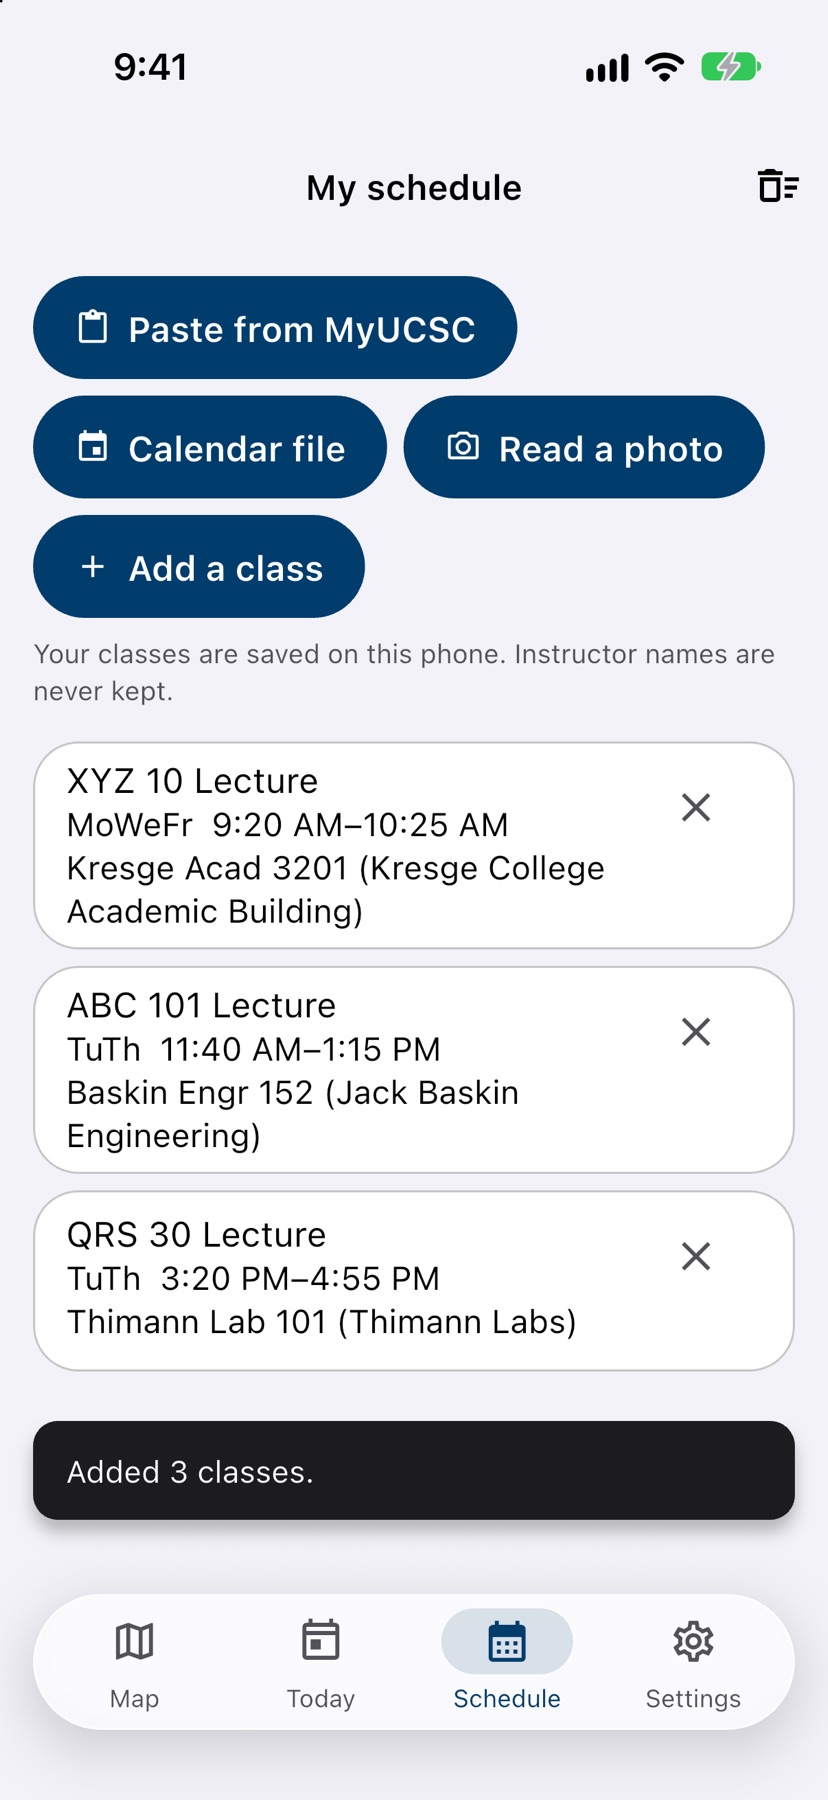 9:41
My schedule
Paste from MyUCSC
Calendar file
Read a photo
Add a class
Your classes are saved on this phone. Instructor names are
never kept.
XYZ 10 Lecture
MoWeFr  9:20 AM–10:25 AM
Kresge Acad 3201 (Kresge College
Academic Building)
ABC 101 Lecture
TuTh  11:40 AM–1:15 PM
Baskin Engr 152 (Jack Baskin
Engineering)
QRS 30 Lecture
TuTh  3:20 PM–4:55 PM
Thimann Lab 101 (Thimann Labs)
Added 3 classes.
Map
Today
Schedule
Settings